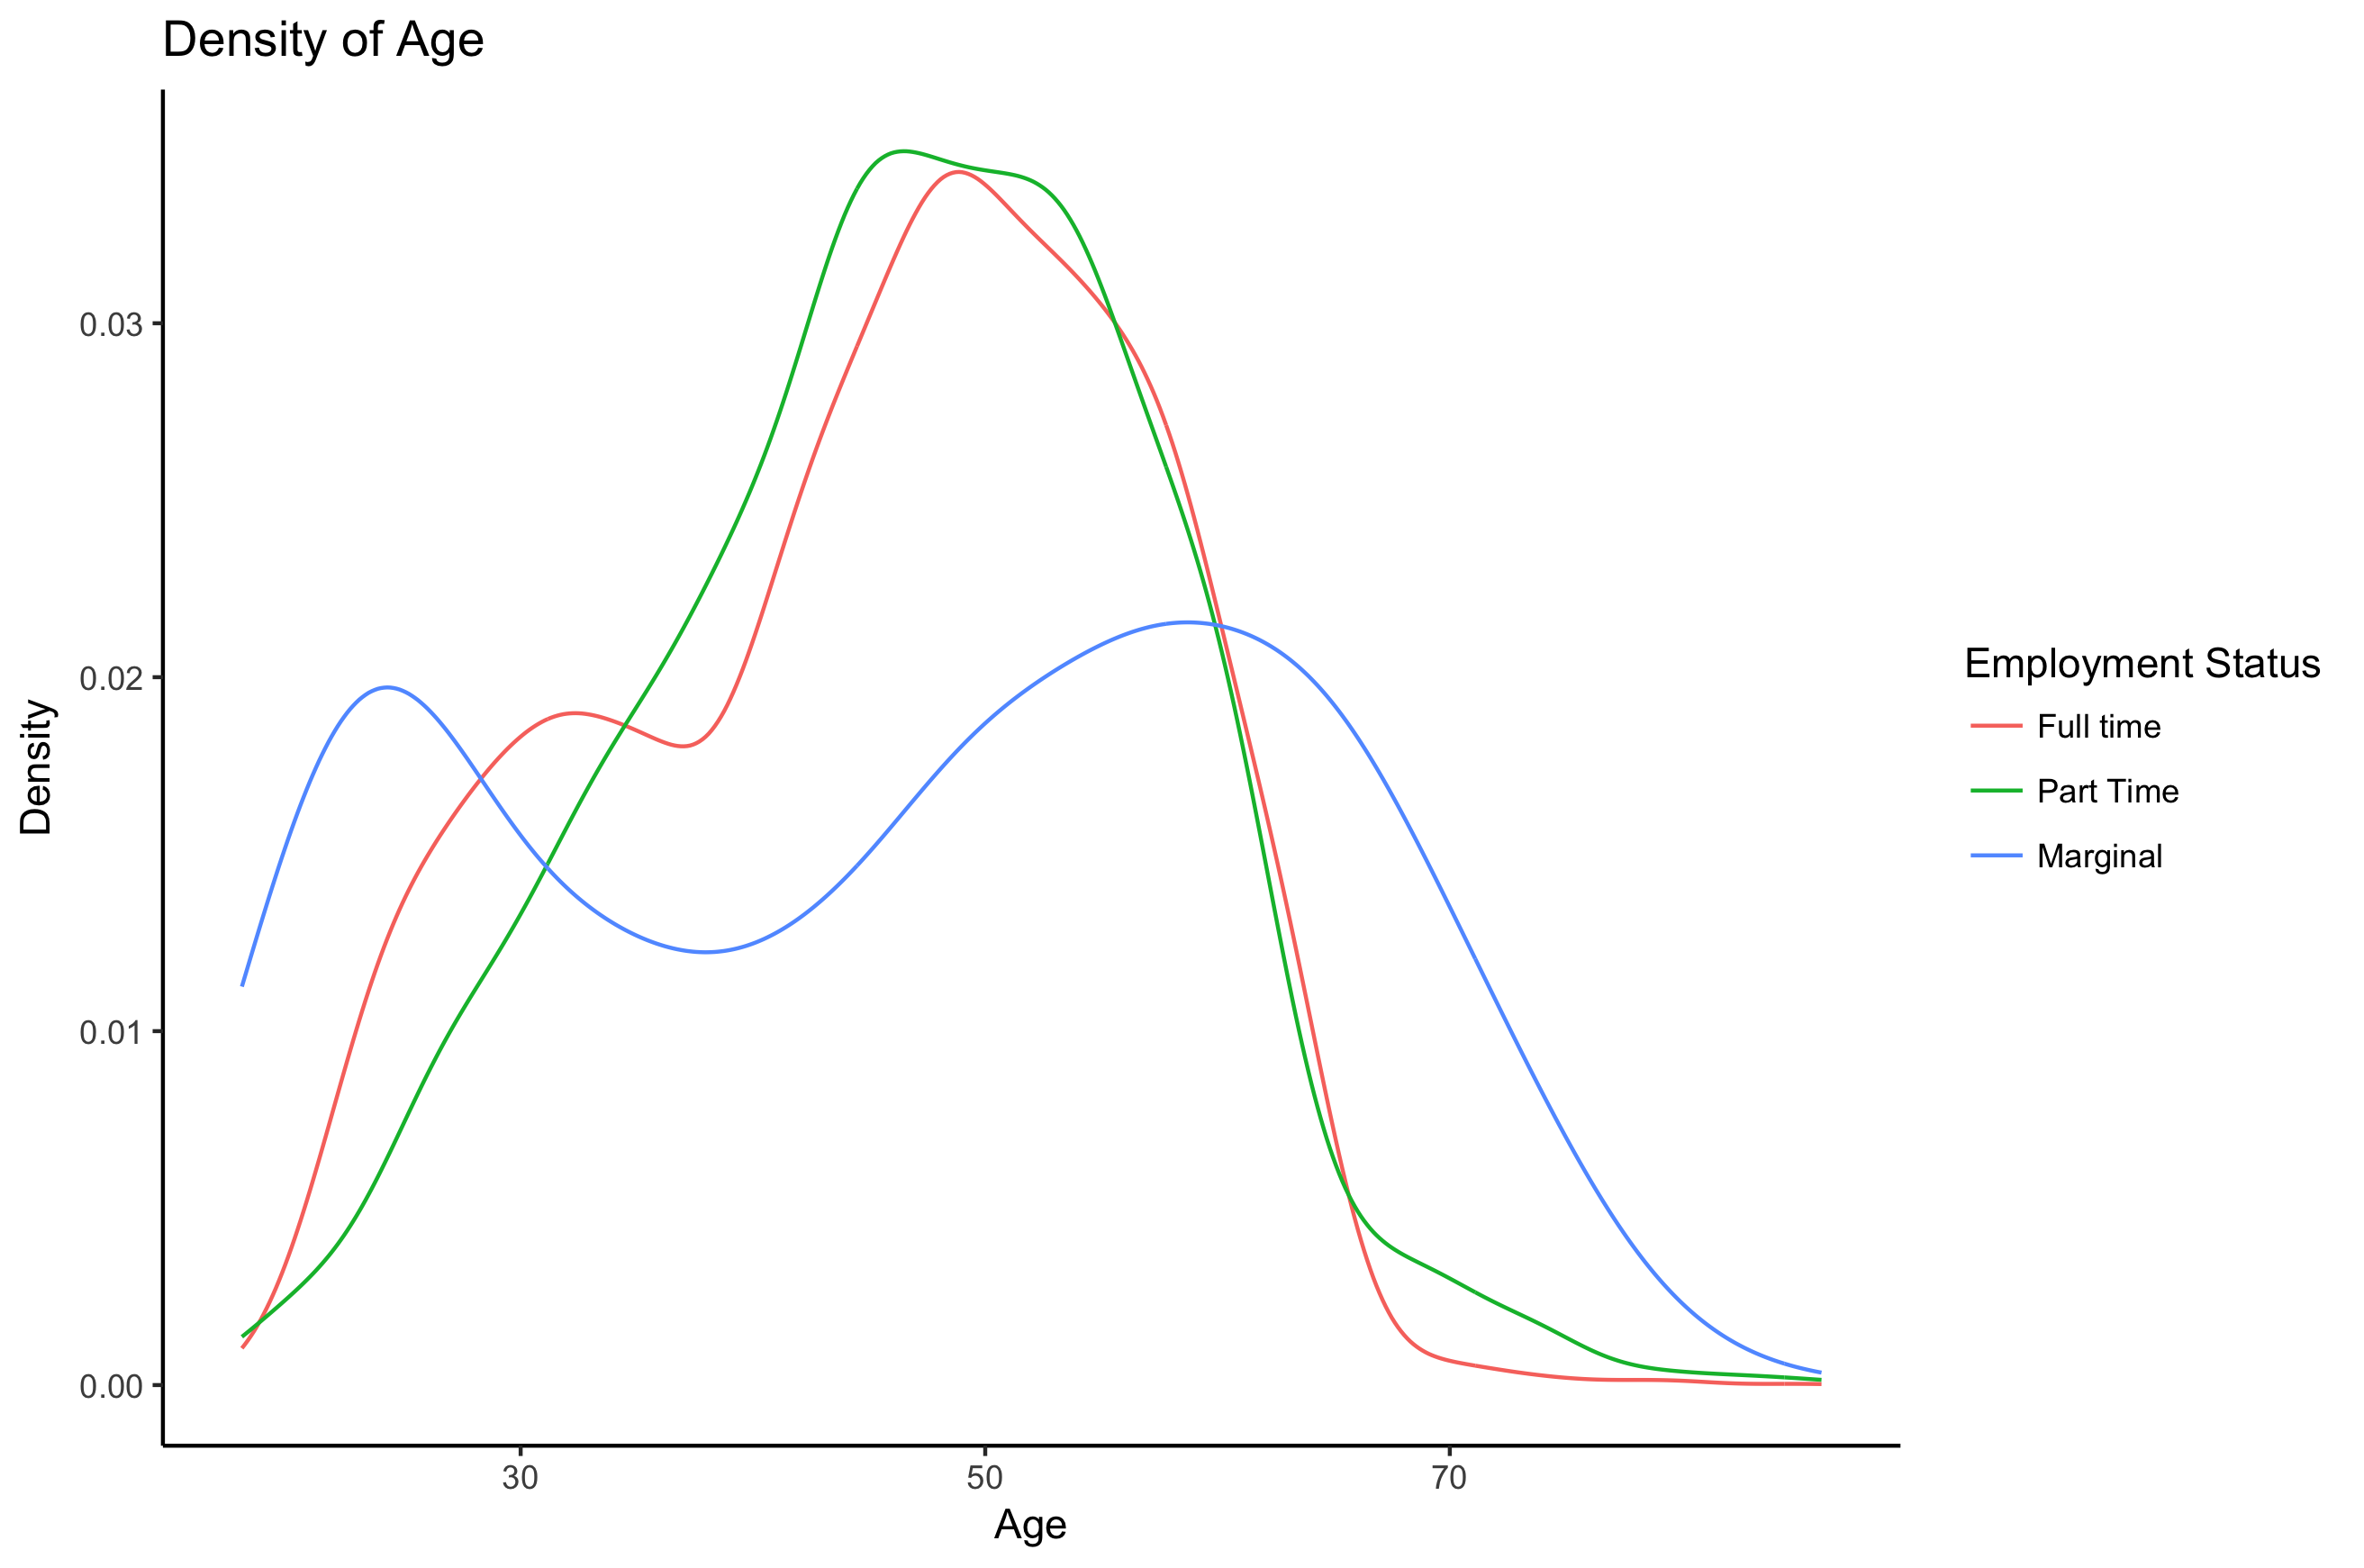 Density of Age
Density
0.03
0.02
0.01
0.00
30 50 70
Age
Employment Status
Full time
Part Time
Marginal